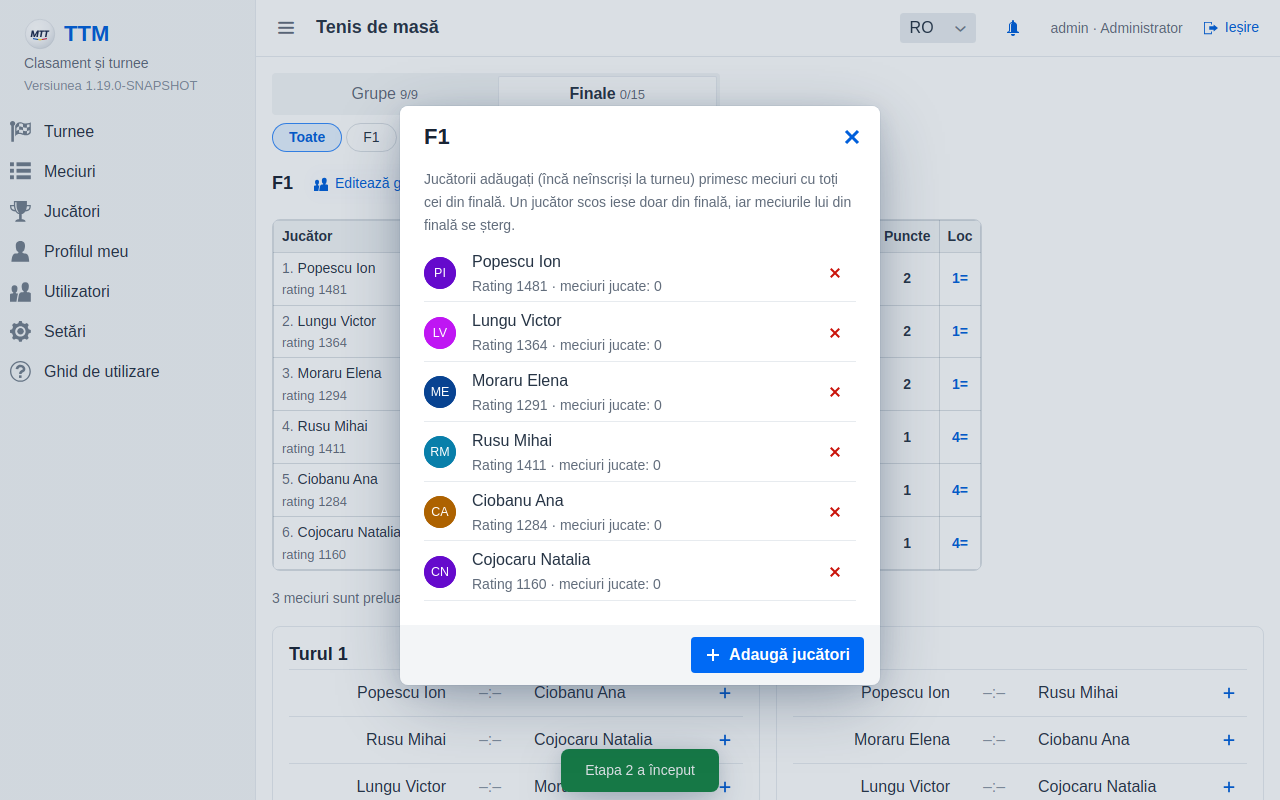 MTT TTM
Clasament și turnee
Versiunea 1.19.0-SNAPSHOT
Turnee
Meciuri
Jucători
Profilul meu
Utilizatori
Setări
Ghid de utilizare
Tenis de masă
RO
admin · Administrator
Ieșire
Grupe 9/9
Finale 0/15
Toate
F1
F1
Editează g
Jucător
Puncte
Loc
1. Popescu Ion
rating 1481
2
1=
2. Lungu Victor
rating 1364
2
1=
3. Moraru Elena
rating 1294
2
1=
4. Rusu Mihai
rating 1411
1
4=
5. Ciobanu Ana
rating 1284
1
4=
6. Cojocaru Natalia
rating 1160
1
4=
3 meciuri sunt prelua
Turul 1
Popescu Ion –:– Ciobanu Ana +
Rusu Mihai –:– Cojocaru Natalia +
Lungu Victor –:– Mor +
Popescu Ion –:– Rusu Mihai +
Moraru Elena –:– Ciobanu Ana +
Lungu Victor –:– Cojocaru Natalia +
F1
Jucătorii adăugați (încă neînscriși la turneu) primesc meciuri cu toți
cei din finală. Un jucător scos iese doar din finală, iar meciurile lui din
finală se șterg.
PI
Popescu Ion
Rating 1481 · meciuri jucate: 0
LV
Lungu Victor
Rating 1364 · meciuri jucate: 0
ME
Moraru Elena
Rating 1291 · meciuri jucate: 0
RM
Rusu Mihai
Rating 1411 · meciuri jucate: 0
CA
Ciobanu Ana
Rating 1284 · meciuri jucate: 0
CN
Cojocaru Natalia
Rating 1160 · meciuri jucate: 0
+ Adaugă jucători
Etapa 2 a început